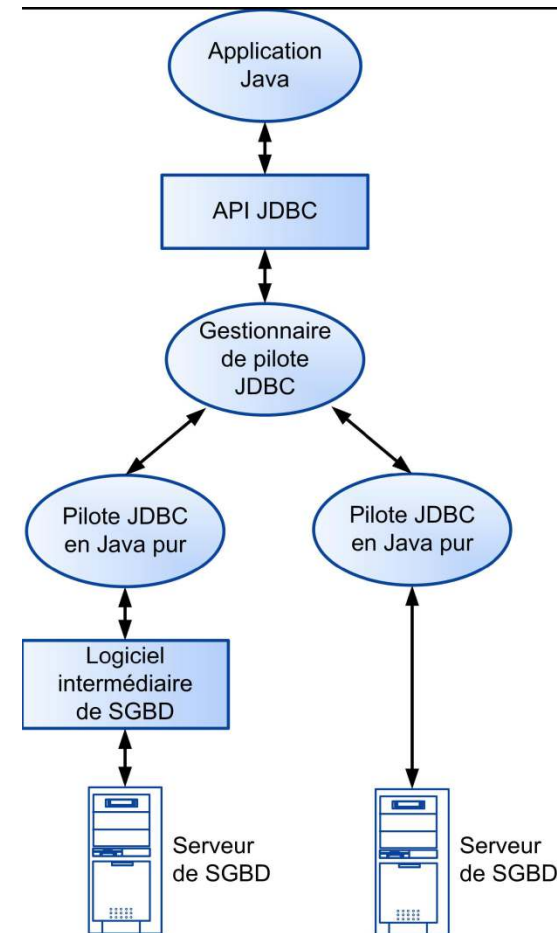 Application
Java
API JDBC
Gestionnaire
de pilote
JDBC
Pilote JDBC
en Java pur
Pilote JDBC
en Java pur
Logiciel
intermédiaire
de SGBD
Serveur
de SGBD
Serveur
de SGBD